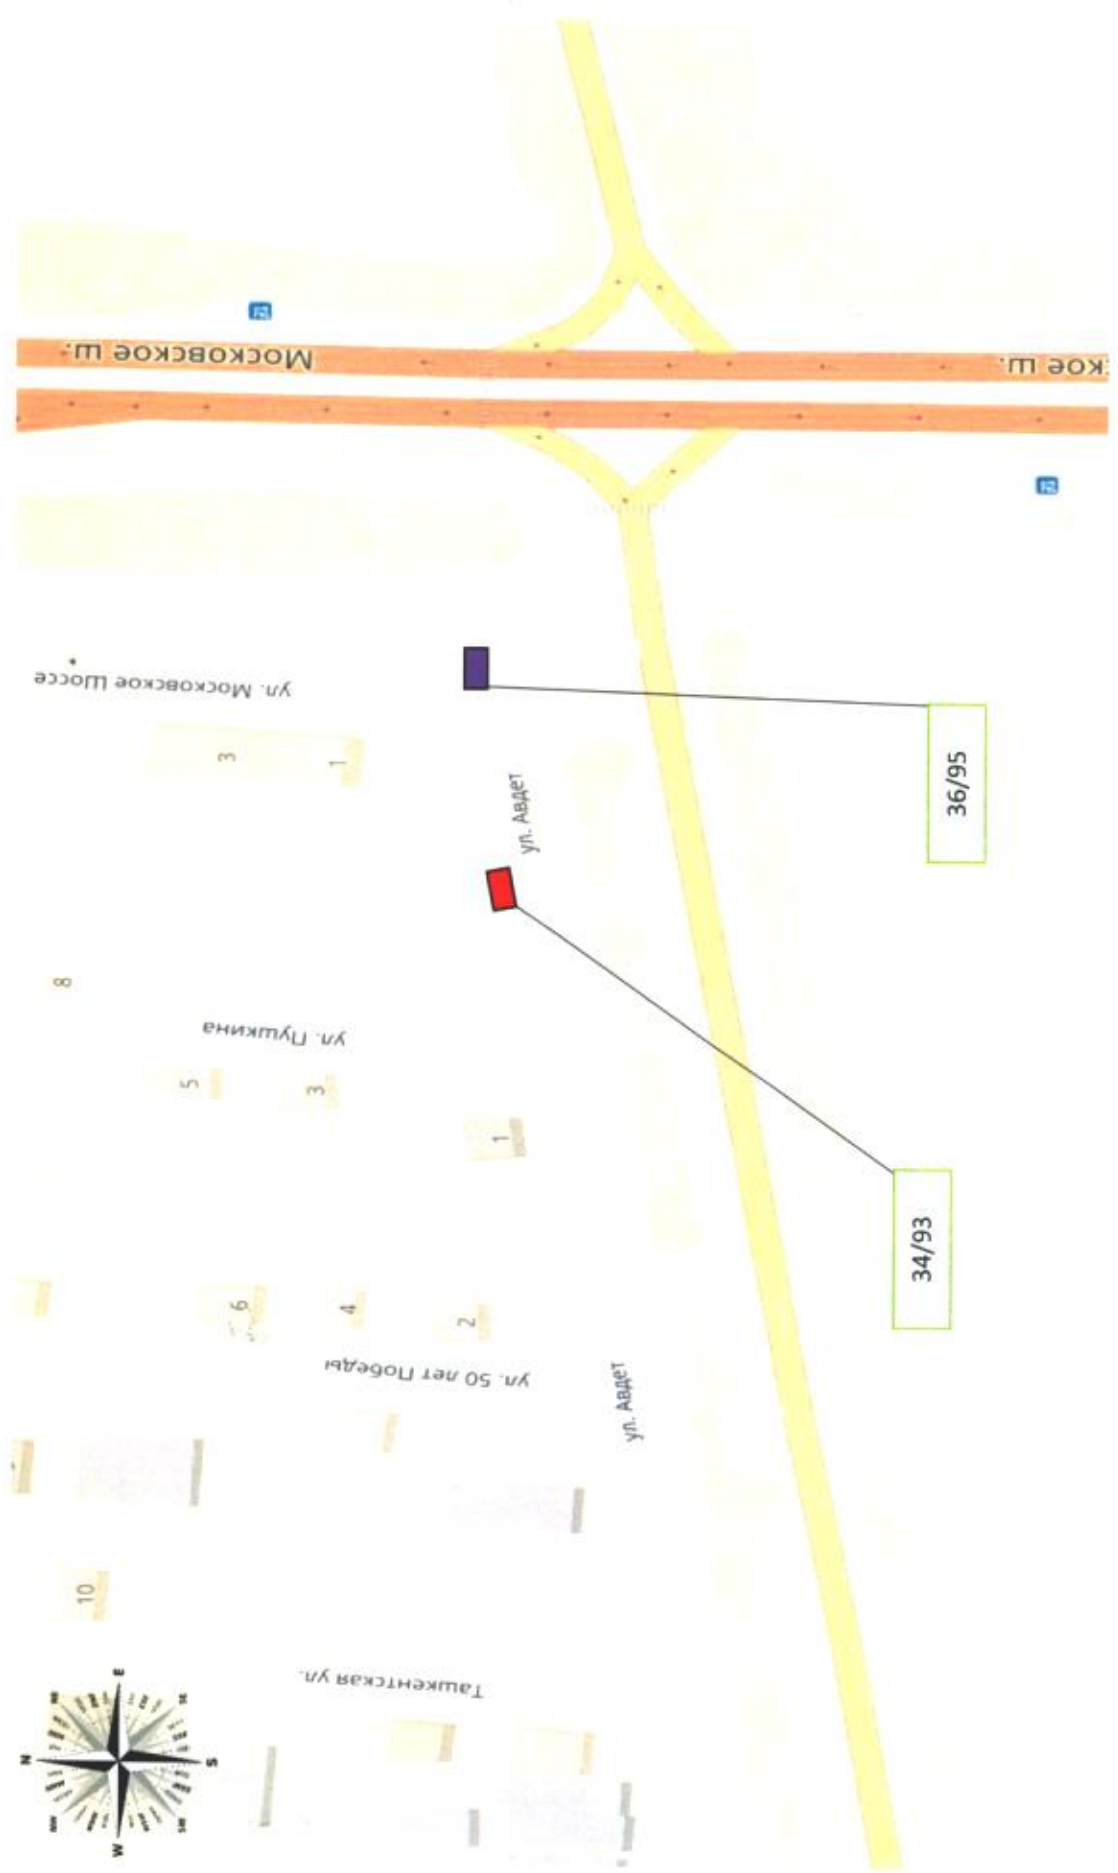 Московское ш.
кое ш.
ул. Московское Шоссе
3
1
36/95
ул. Авдет
8
ул. Пушкина
5
3
1
34/93
6
4
2
ул. 50 лет Победы
ул. Авдет
10
Ташкентская ул.
N
E
S
W